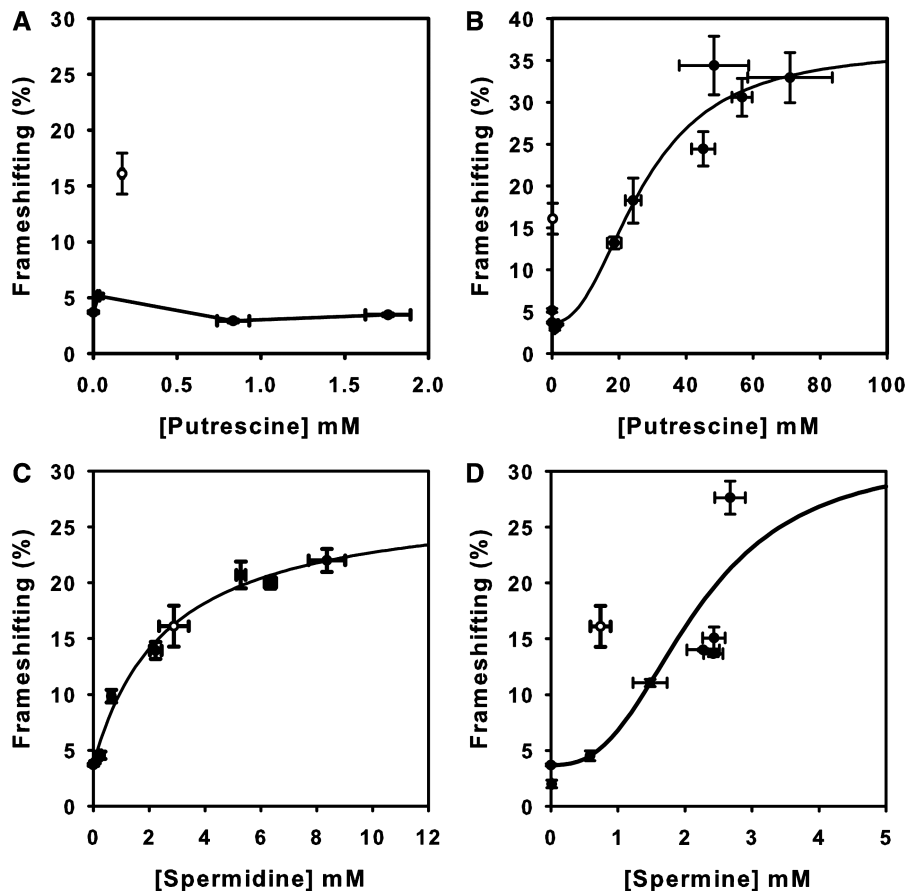 A
Frameshifting (%)
30
25
20
15
10
5
0
0.0 0.5 1.0 1.5 2.0
[Putrescine] mM
B
Frameshifting (%)
40
35
30
25
20
15
10
5
0
0 20 40 60 80 100
[Putrescine] mM
C
Frameshifting (%)
30
25
20
15
10
5
0
0 2 4 6 8 10 12
[Spermidine] mM
D
Frameshifting (%)
30
25
20
15
10
5
0
0 1 2 3 4 5
[Spermine] mM